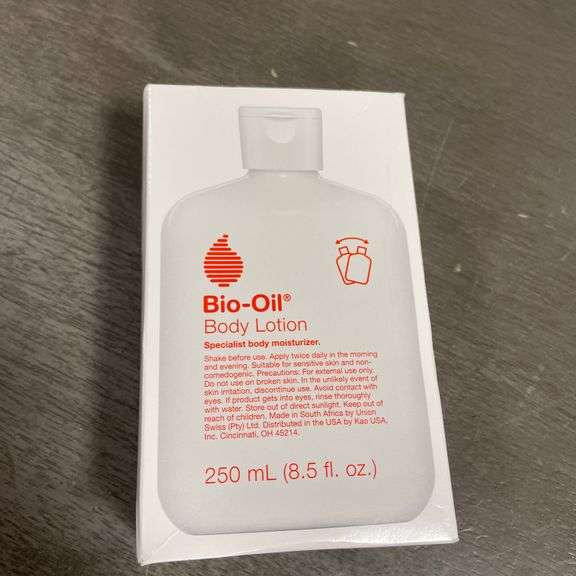 Bio-Oil®
Body Lotion
Specialist body moisturizer.
Shake before use. Apply twice daily in the morning
and evening. Suitable for sensitive skin and non-
comedogenic. Precautions: For external use only.
Do not use on broken skin. In the unlikely event of
skin irritation, discontinue use. Avoid contact with
eyes. If product gets into eyes, rinse thoroughly
with water. Store out of direct sunlight. Keep out of
reach of children. Made in South Africa by Union
Swiss (Pty) Ltd. Distributed in the USA by Kao USA,
Inc. Cincinnati, OH 45214.
250 mL (8.5 fl. oz.)